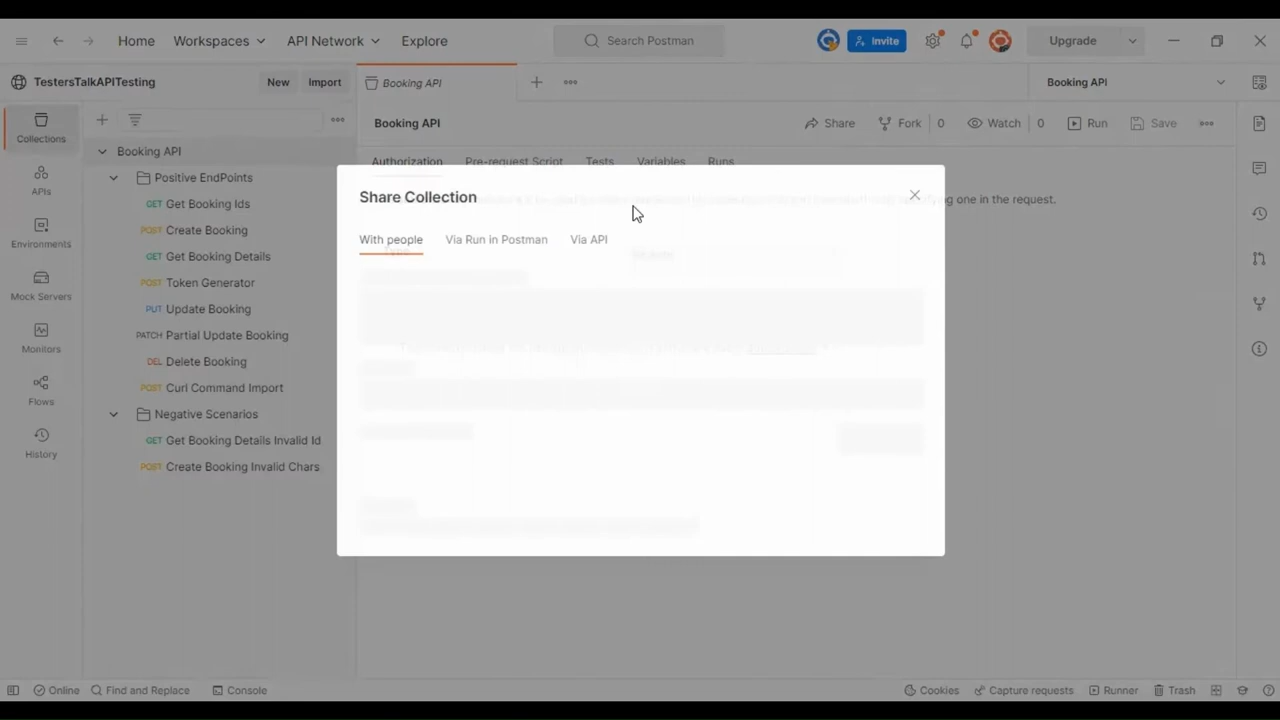 Home Workspaces API Network Explore Search Postman Invite Upgrade
TestersTalkAPITesting New Import Booking API Booking API
Collections
Booking API Share Fork 0 Watch 0 Run Save
Booking API
Authorization Pre-request Script Tests Variables Runs
Positive EndPoints
APIs
Share Collection
one in the request.
GET Get Booking Ids
POST Create Booking
Environments
With people Via Run in Postman Via API
GET Get Booking Details
POST Token Generator
Mock Servers
PUT Update Booking
PATCH Partial Update Booking
Monitors
DEL Delete Booking
POST Curl Command Import
Flows
Negative Scenarios
GET Get Booking Details Invalid Id
History
POST Create Booking Invalid Chars
Online Find and Replace Console Cookies Capture requests Runner Trash